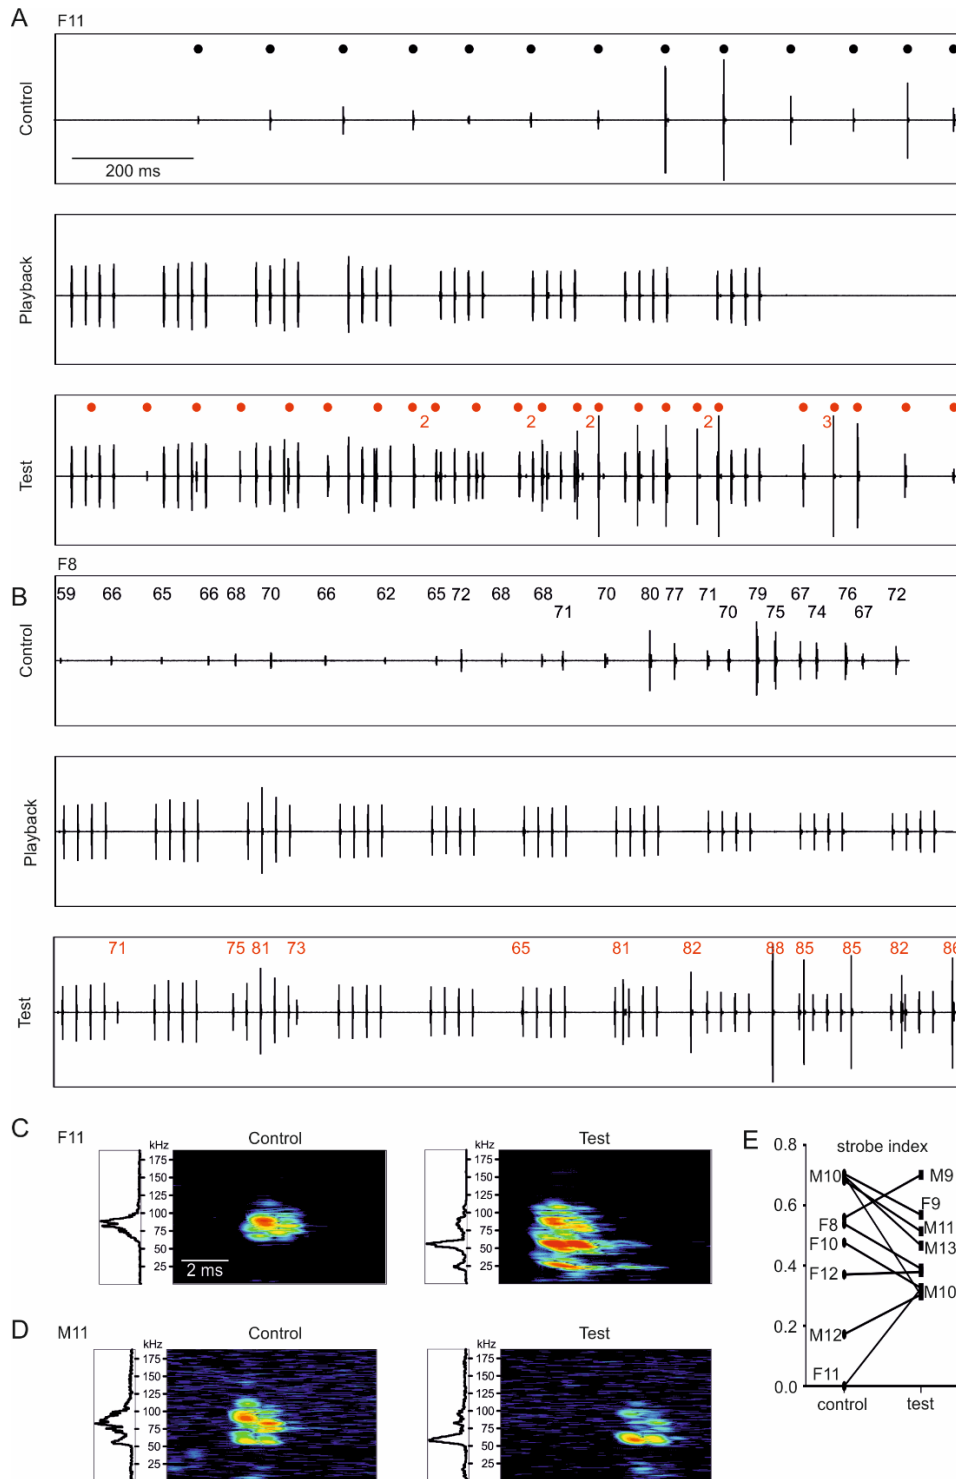 A
F11
Control
200 ms
Playback
Test
2 2 2 2 3
B
F8
Control
59 66 65 66 68 70 66 62 65 72 68 68 70 80 77 71 79 67 76 72
71 70 75 74 67
Playback
Test
71 75 81 73 65 81 82 88 85 85 82 86
C
F11
Control
Test
kHz
175
150
125
100
75
50
25
2 ms
kHz
175
150
125
100
75
50
25
D
M11
Control
Test
kHz
175
150
125
100
75
50
kHz
175
150
125
100
75
50
E
strobe index
0.8
0.6
0.4
0.2
0.0
M10
F8
F10
F12
M12
F11
M9
F9
M11
M13
M10
control test